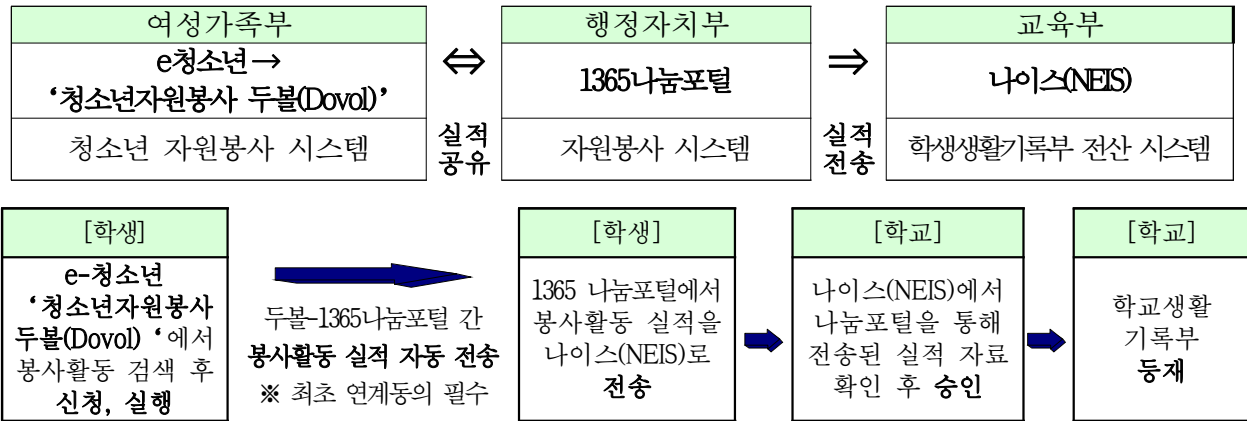 여성가족부
e청소년→
‘청소년자원봉사 두볼(Dovol)’
청소년 자원봉사 시스템
⇔
실적
공유
행정자치부
1365나눔포털
자원봉사 시스템
⇒
실적
전송
교육부
나이스(NEIS)
학생생활기록부 전산 시스템
[학생]
e-청소년
‘청소년자원봉사
두볼(Dovol) ‘에서
봉사활동 검색 후
신청, 실행
두볼-1365나눔포털 간
봉사활동 실적 자동 전송
※ 최초 연계동의 필수
[학생]
1365 나눔포털에서
봉사활동 실적을
나이스(NEIS)로
전송
[학교]
나이스(NEIS)에서
나눔포털을 통해
전송된 실적 자료
확인 후 승인
[학교]
학교생활
기록부
등재